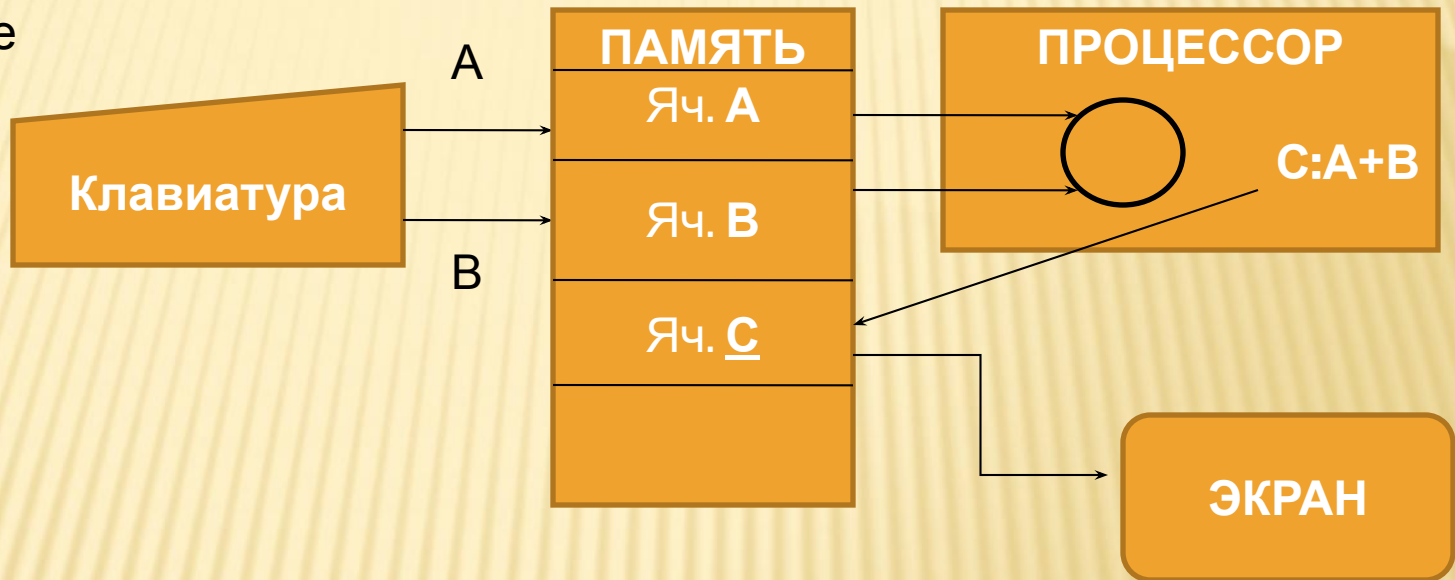 е
А
ПАМЯТЬ
ПРОЦЕССОР
Яч. А
С:А+В
Клавиатура
Яч. В
В
Яч. С
ЭКРАН